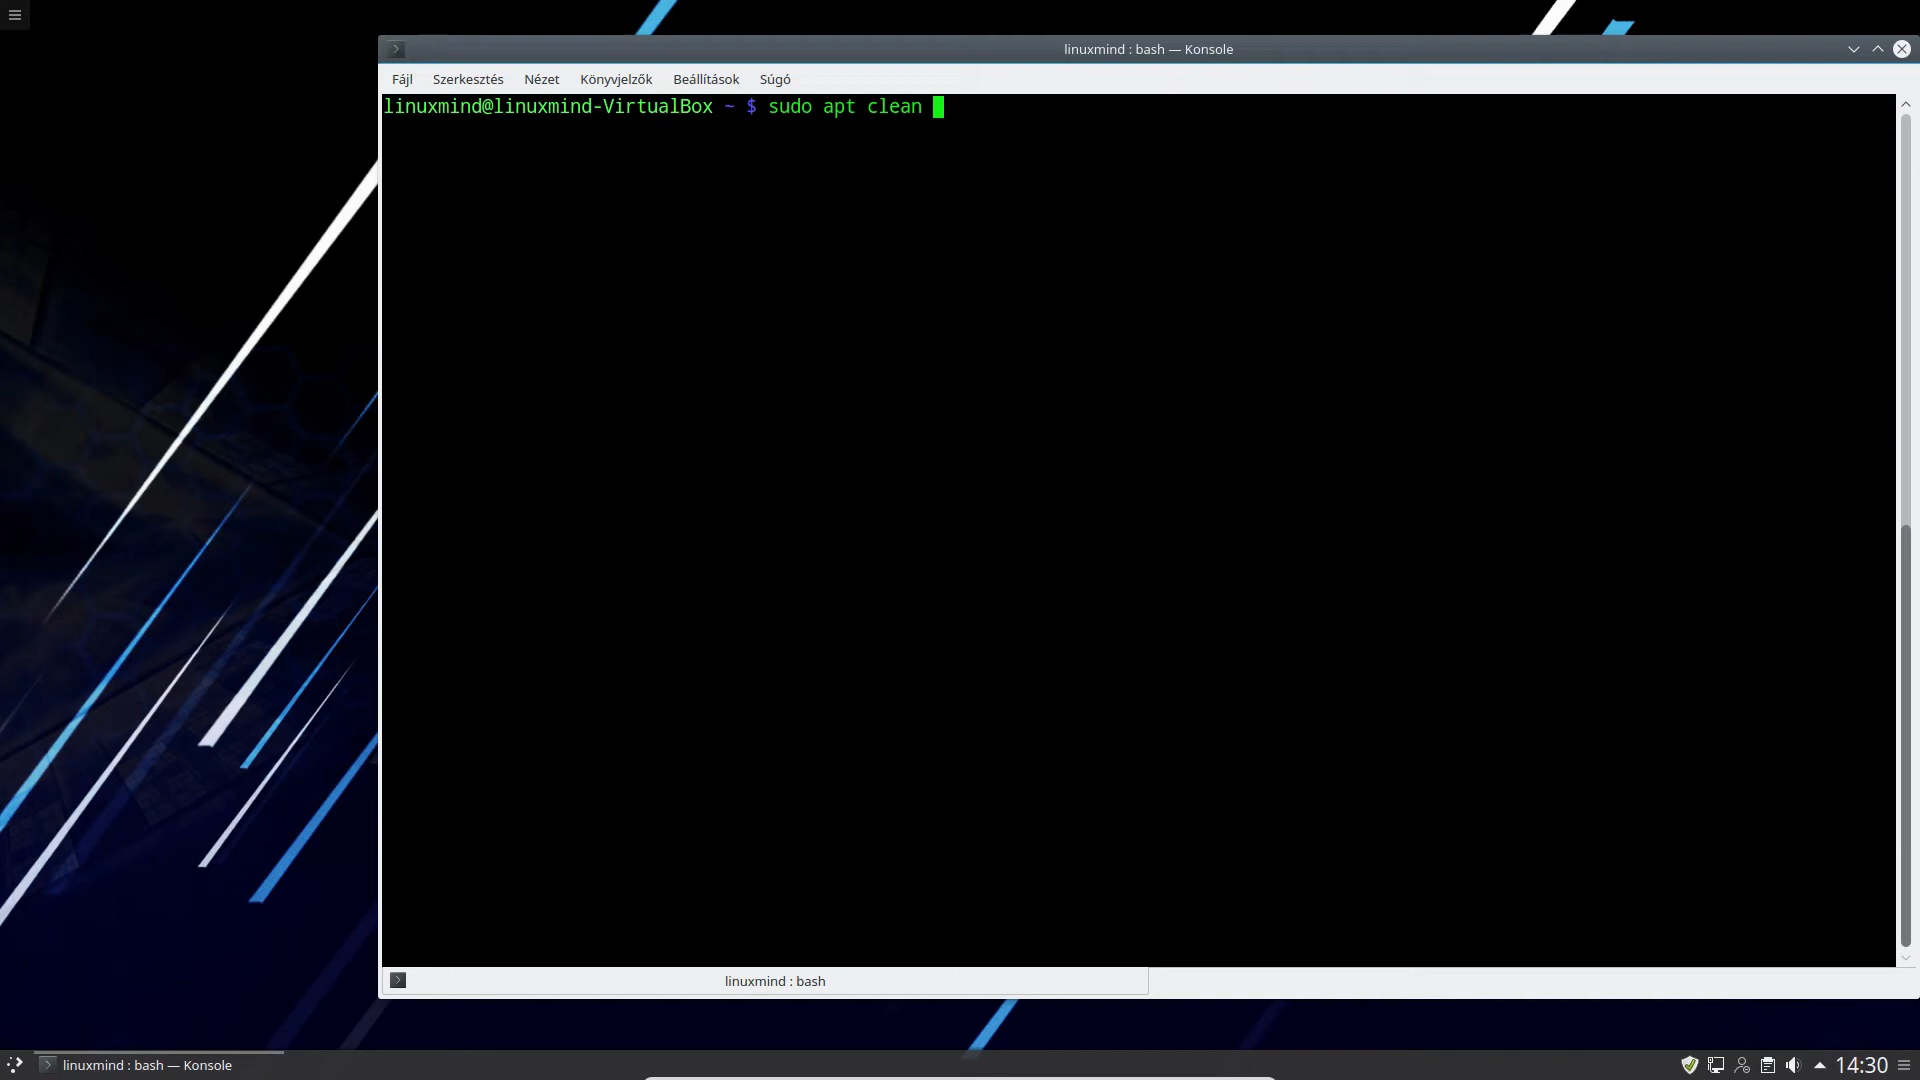 linuxmind : bash — Konsole
Fájl Szerkesztés Nézet Könyvjelzők Beállítások Súgó
linuxmind@linuxmind-VirtualBox ~ $ sudo apt clean
linuxmind : bash
linuxmind : bash — Konsole
14:30